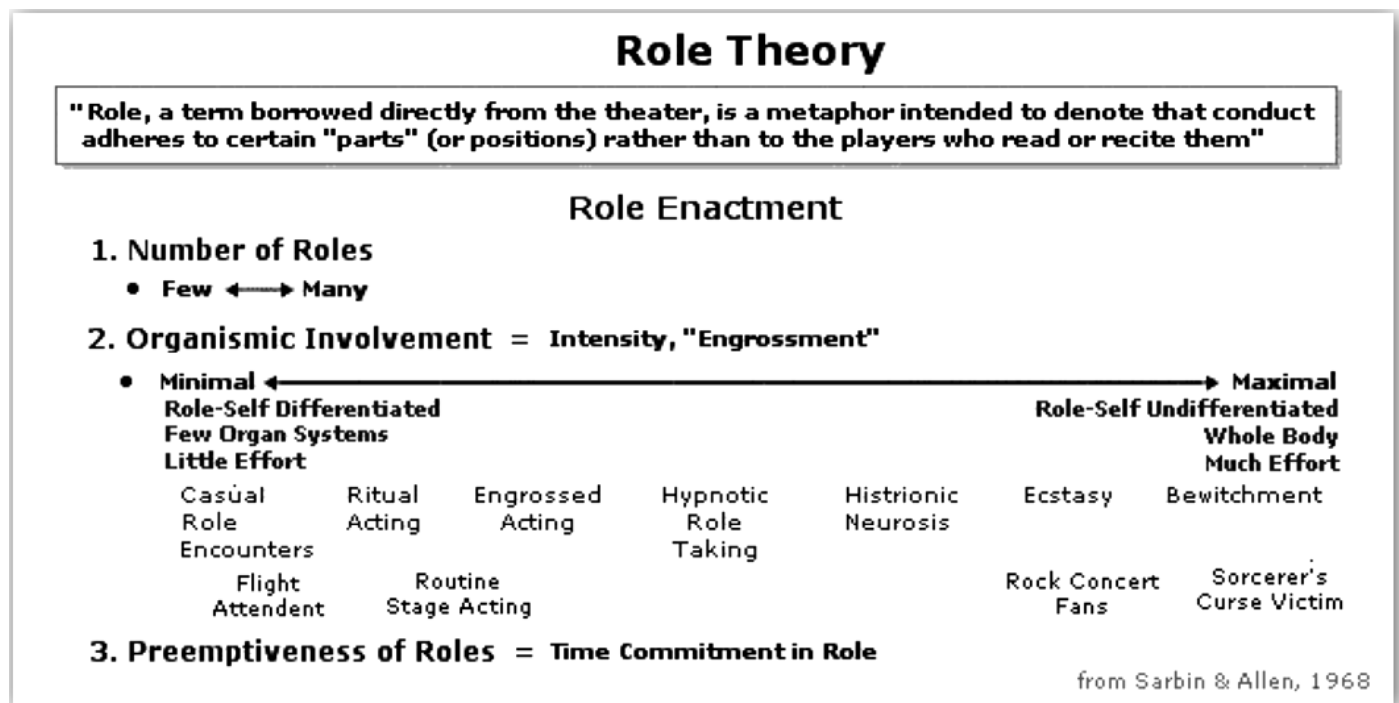 Role Theory
"Role, a term borrowed directly from the theater, is a metaphor intended to denote that conduct
adheres to certain "parts" (or positions) rather than to the players who read or recite them"
Role Enactment
1. Number of Roles
• Few ⟷ Many
2. Organismic Involvement = Intensity, "Engrossment"
• Minimal ⟷ Maximal
Role-Self Differentiated Role-Self Undifferentiated
Few Organ Systems Whole Body
Little Effort Much Effort
Casual Ritual Engrossed Hypnotic Histrionic Ecstasy Bewitchment
Role Acting Acting Role Neurosis
Encounters Taking
Flight Routine Rock Concert Sorcerer's
Attendent Stage Acting Fans Curse Victim
3. Preemptiveness of Roles = Time Commitment in Role
from Sarbin & Allen, 1968